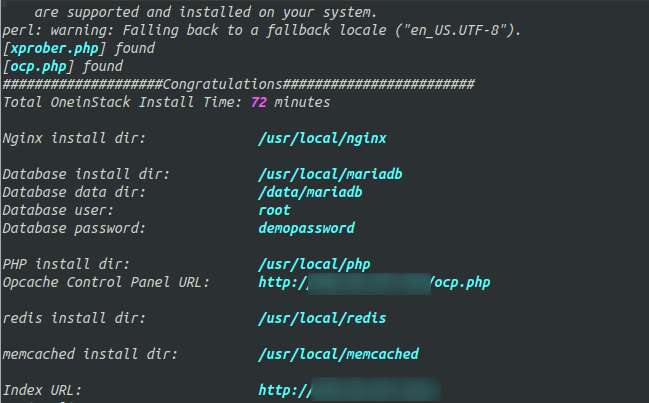 are supported and installed on your system.
perl: warning: Falling back to a fallback locale ("en_US.UTF-8").
[xprober.php] found
[ocp.php] found
####################Congratulations########################
Total OneinStack Install Time: 72 minutes
Nginx install dir: /usr/local/nginx
Database install dir: /usr/local/mariadb
Database data dir: /data/mariadb
Database user: root
Database password: demopassword
PHP install dir: /usr/local/php
Opcache Control Panel URL: http:///ocp.php
redis install dir: /usr/local/redis
memcached install dir: /usr/local/memcached
Index URL: http://